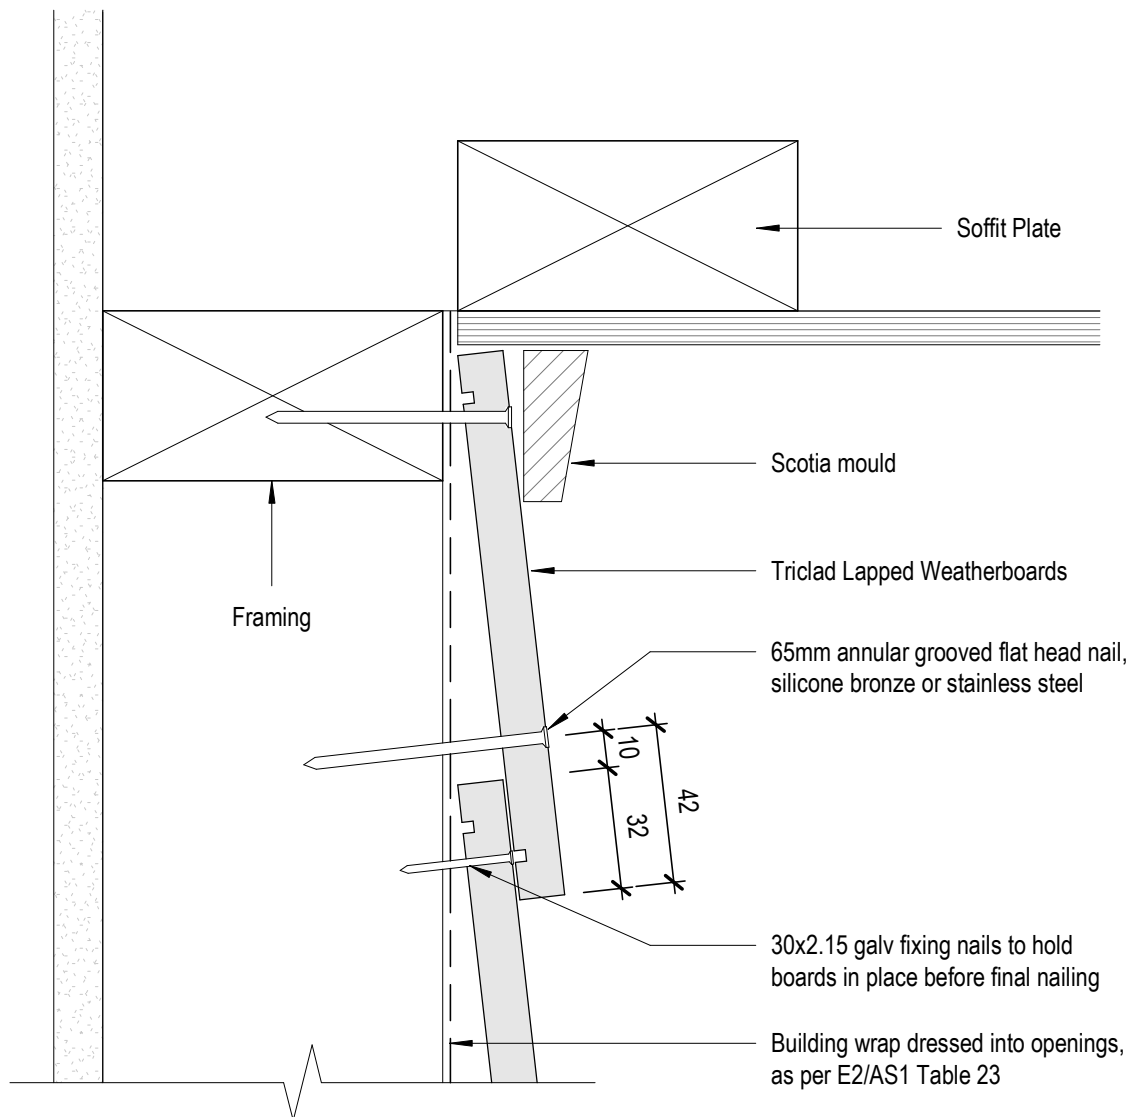 Soffit Plate
Scotia mould
Triclad Lapped Weatherboards
Framing
65mm annular grooved flat head nail,
silicone bronze or stainless steel
10
42
32
30x2.15 galv fixing nails to hold
boards in place before final nailing
Building wrap dressed into openings,
as per E2/AS1 Table 23